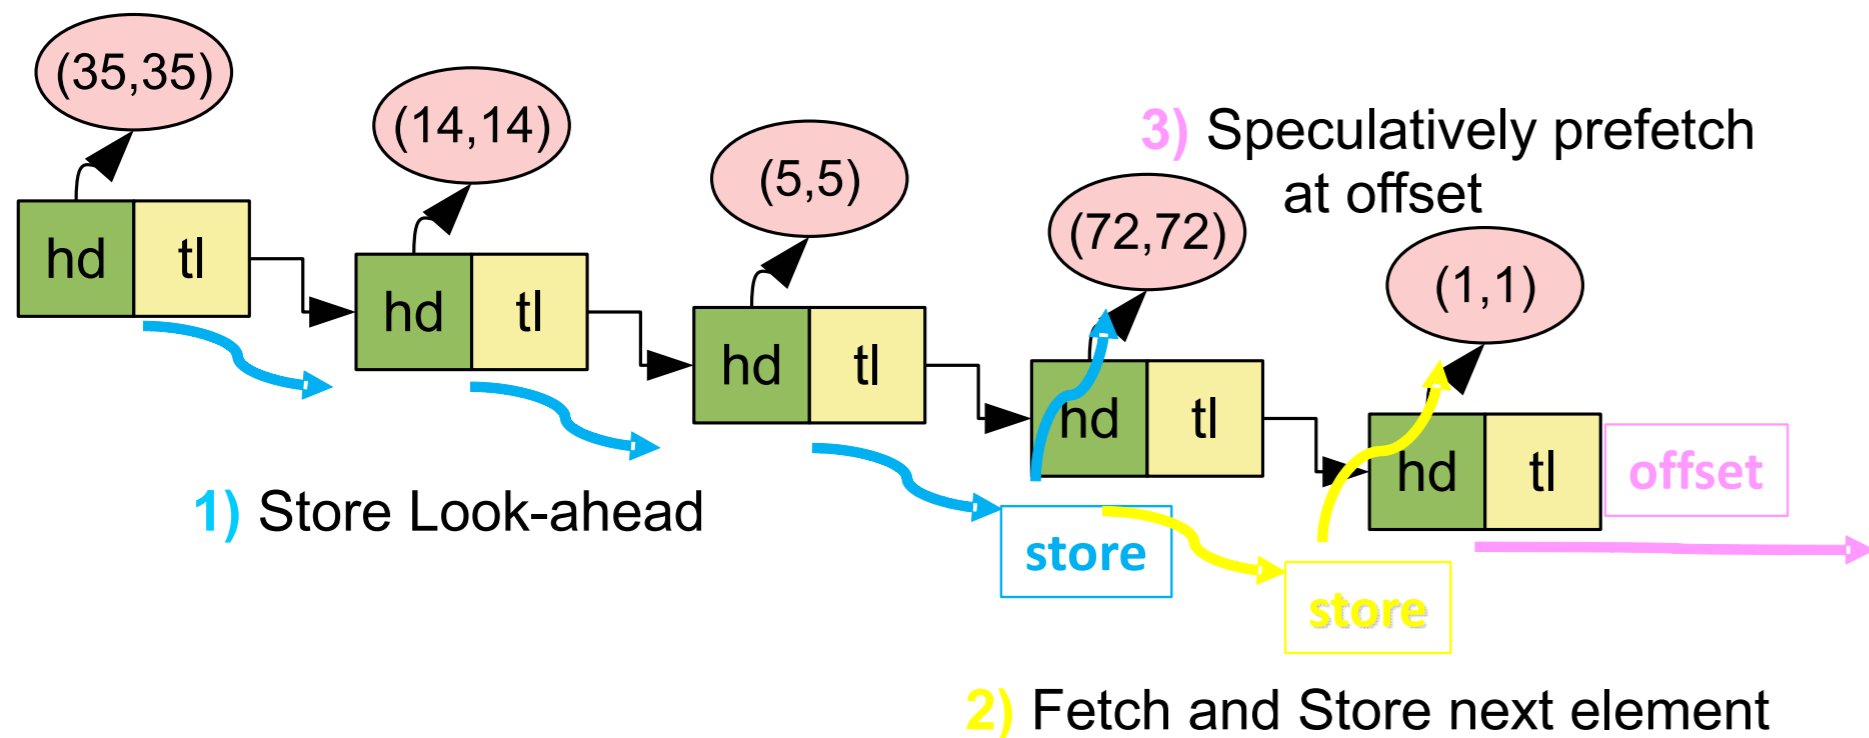 (35,35)
(14,14)
(5,5)
3) Speculatively prefetch
at offset
(72,72)
(1,1)
hd tl
hd tl
hd tl
hd tl
hd tl
offset
1) Store Look-ahead
store
store
2) Fetch and Store next element